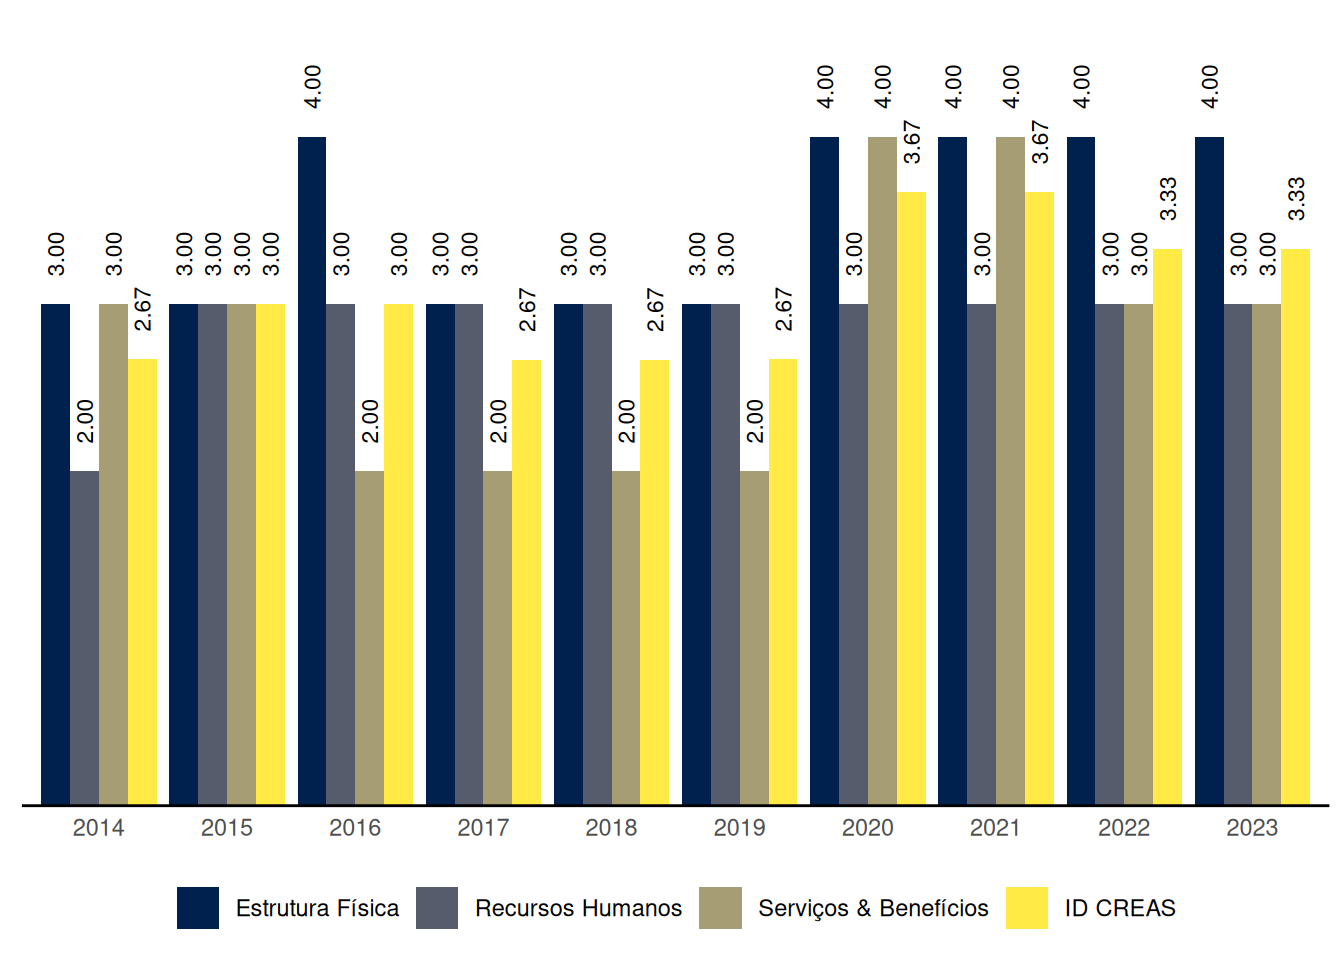 4.00 4.00 4.00 4.00 4.00 4.00 4.00
3.67 3.67
3.33 3.33
3.00 3.00 3.00 3.00 3.00 3.00 3.00 3.00 3.00 3.00 3.00 3.00 3.00 3.00 3.00 3.00 3.00 3.00 3.00 3.00
2.67 2.67 2.67 2.67
2.00 2.00 2.00 2.00 2.00
2014 2015 2016 2017 2018 2019 2020 2021 2022 2023
Estrutura Física Recursos Humanos Serviços & Benefícios ID CREAS